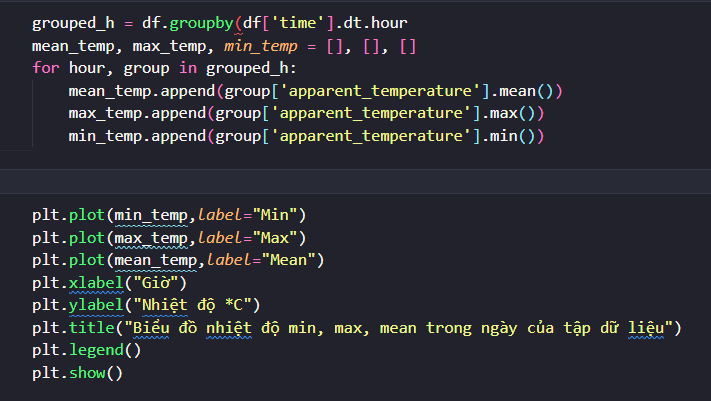 grouped_h = df.groupby(df['time'].dt.hour
mean_temp, max_temp, min_temp = [], [], []
for hour, group in grouped_h:
    mean_temp.append(group['apparent_temperature'].mean())
    max_temp.append(group['apparent_temperature'].max())
    min_temp.append(group['apparent_temperature'].min())
plt.plot(min_temp,label="Min")
plt.plot(max_temp,label="Max")
plt.plot(mean_temp,label="Mean")
plt.xlabel("Giờ")
plt.ylabel("Nhiệt độ *C")
plt.title("Biểu đồ nhiệt độ min, max, mean trong ngày của tập dữ liệu")
plt.legend()
plt.show()